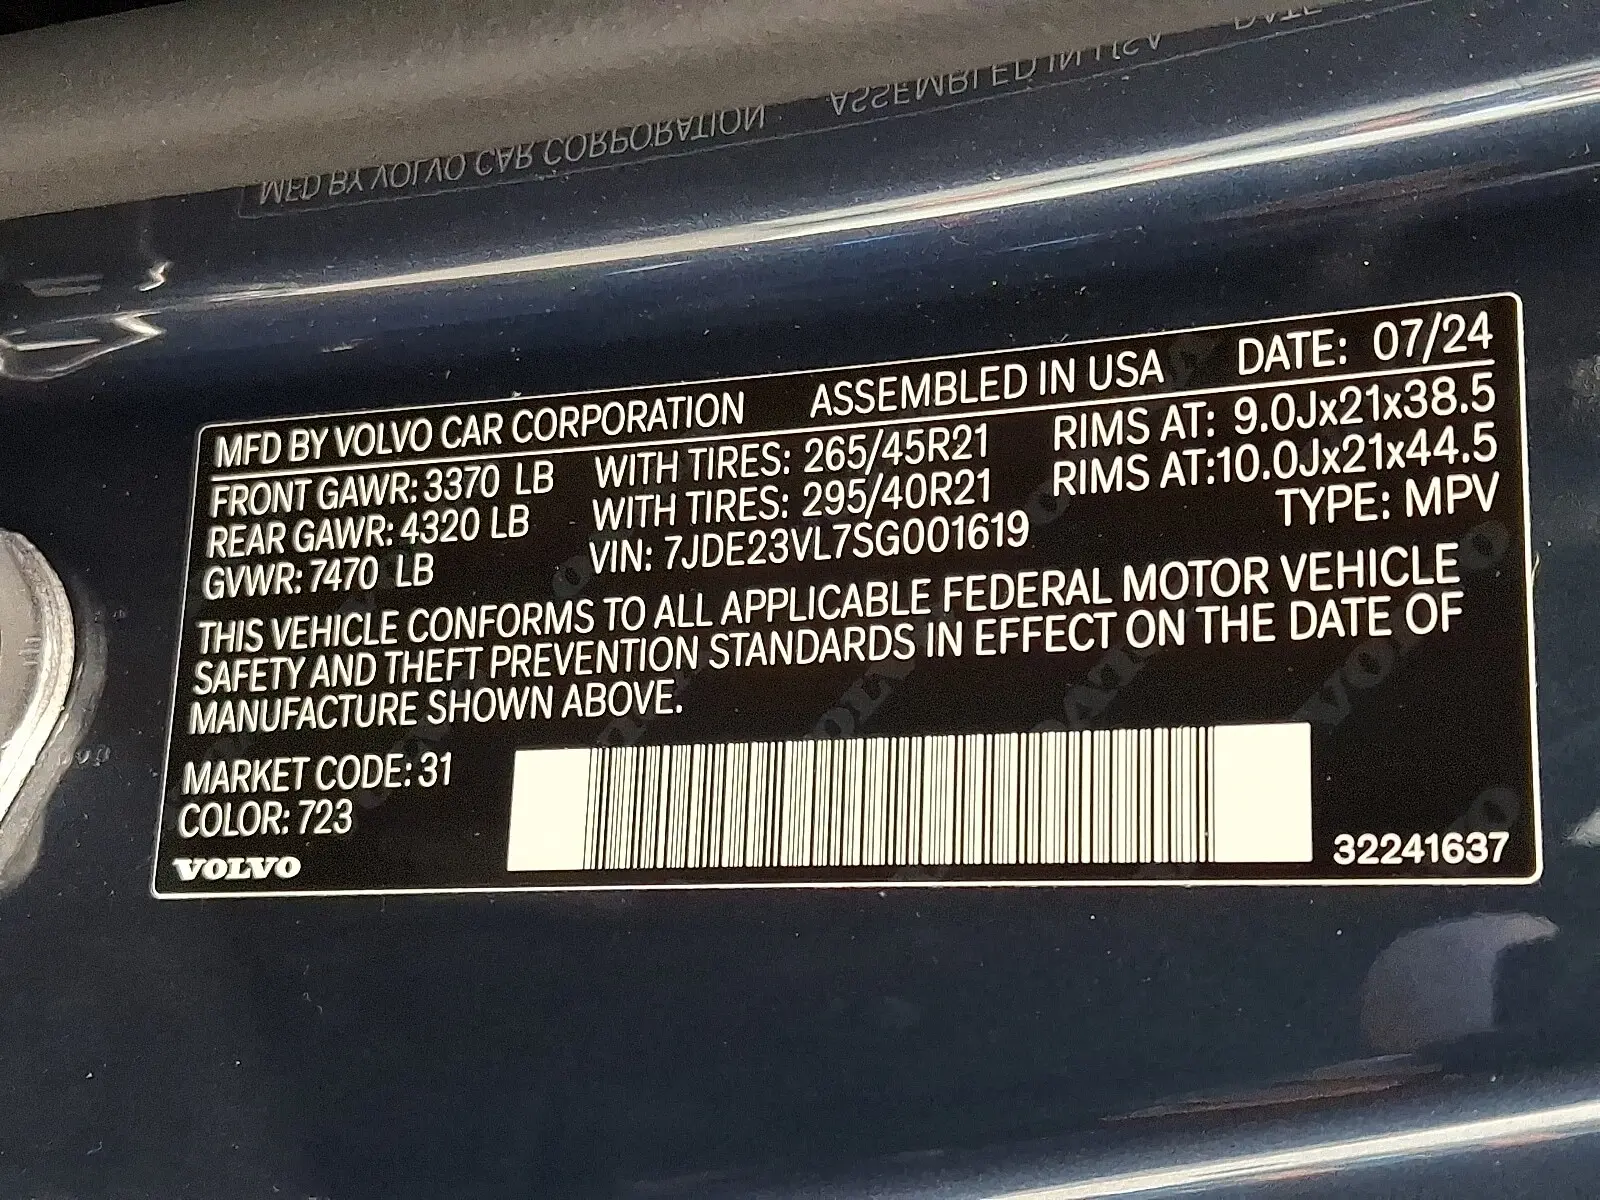 MFD BY VOLVO CAR CORPORATION ASSEMBLED IN USA DATE
MFD BY VOLVO CAR CORPORATION ASSEMBLED IN USA DATE: 07/24
FRONT GAWR: 3370 LB WITH TIRES: 265/45R21 RIMS AT: 9.0Jx21x38.5
REAR GAWR: 4320 LB WITH TIRES: 295/40R21 RIMS AT:10.0Jx21x44.5
GVWR: 7470 LB VIN: 7JDE23VL7SG001619 TYPE: MPV
THIS VEHICLE CONFORMS TO ALL APPLICABLE FEDERAL MOTOR VEHICLE
SAFETY AND THEFT PREVENTION STANDARDS IN EFFECT ON THE DATE OF
MANUFACTURE SHOWN ABOVE.
MARKET CODE: 31
COLOR: 723
VOLVO
32241637